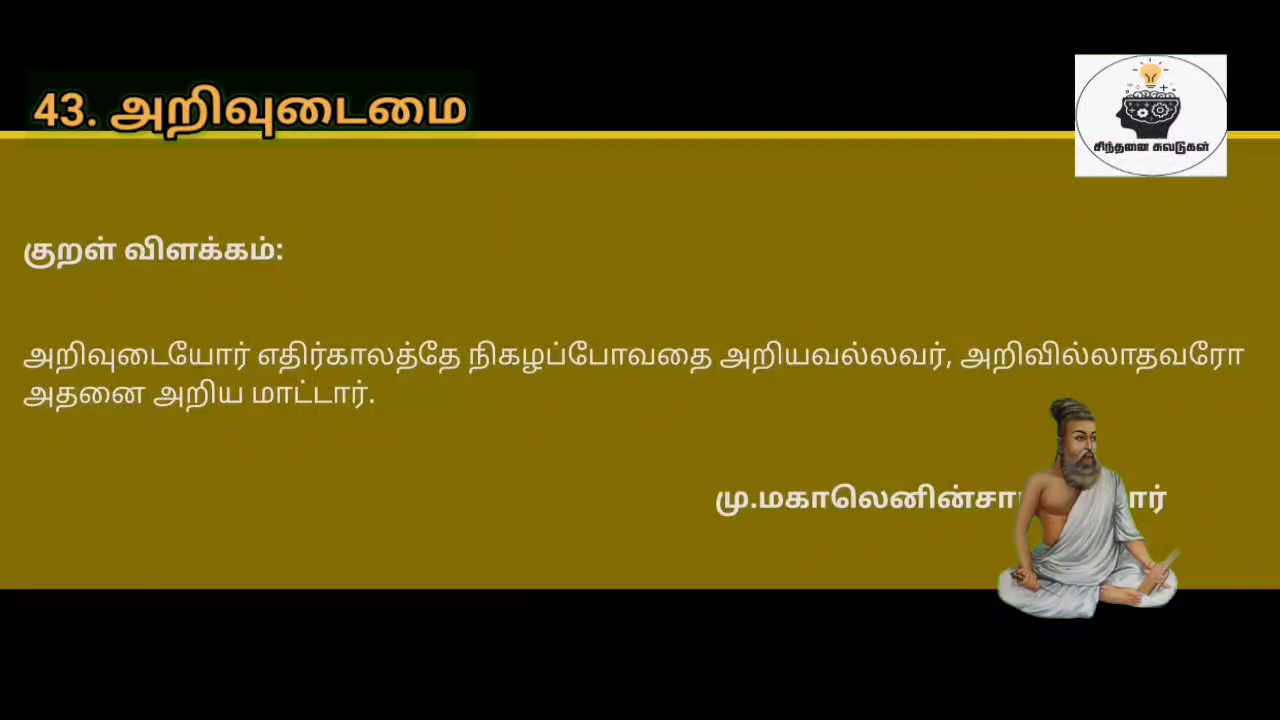 43. அறிவுடைமை
சிந்தனை சுவடுகள்
குறள் விளக்கம்:
அறிவுடையோர் எதிர்காலத்தே நிகழப்போவதை அறியவல்லவர், அறிவில்லாதவரோ
அதனை அறிய மாட்டார்.